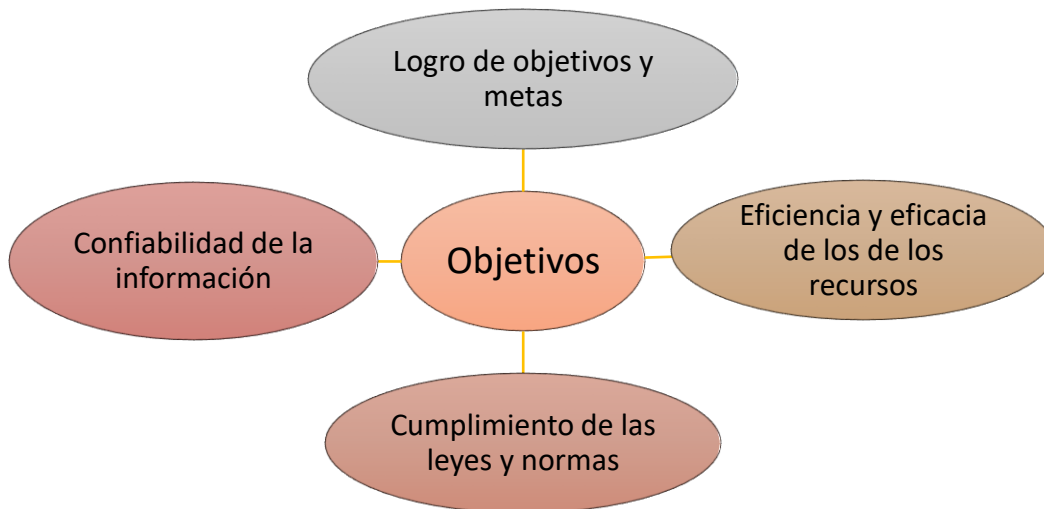 Logro de objetivos y
metas
Confiabilidad de la
información
Objetivos
Eficiencia y eficacia
de los de los
recursos
Cumplimiento de las
leyes y normas